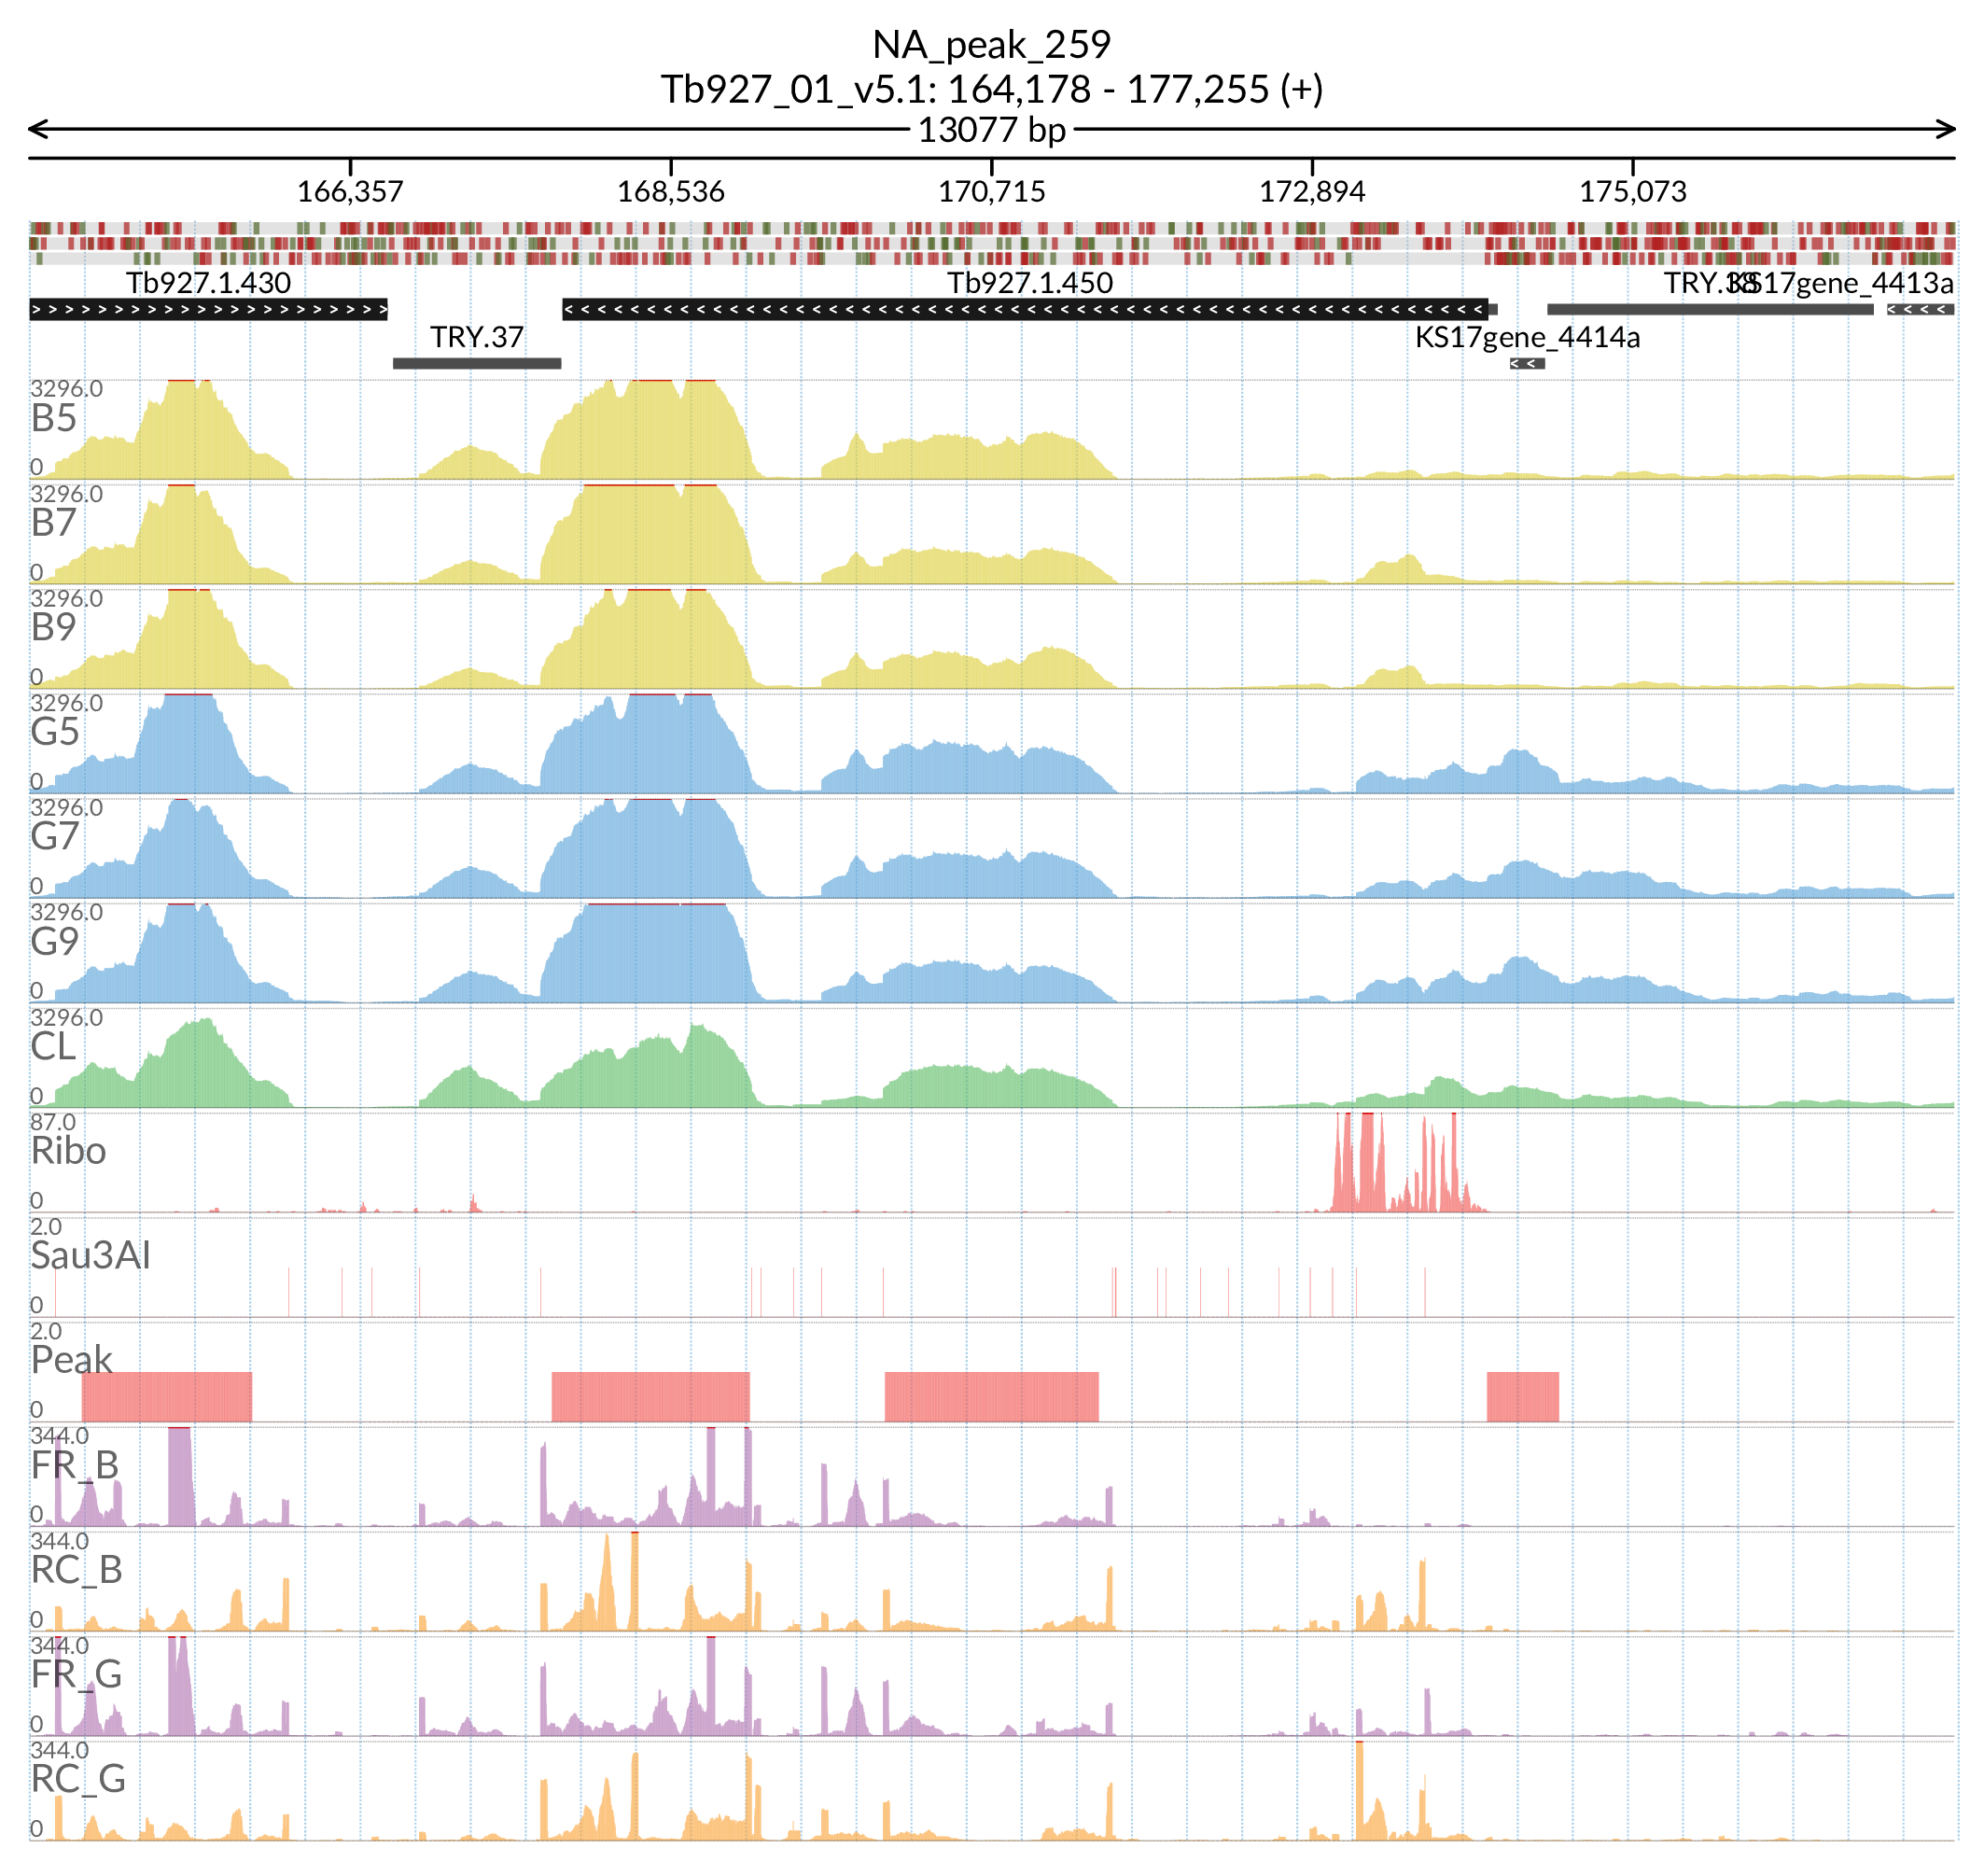 NA_peak_259
Tb927_01_v5.1: 164,178 - 177,255 (+)
13077 bp
166,357 168,536 170,715 172,894 175,073
Tb927.1.430 Tb927.1.450 TRY.38 KS17gene_4413a
TRY.37 KS17gene_4414a
3296.0
B5
0
3296.0
B7
0
3296.0
B9
0
3296.0
G5
0
3296.0
G7
0
3296.0
G9
0
3296.0
CL
0
87.0
Ribo
0
2.0
Sau3AI
0
2.0
Peak
0
344.0
FR_B
0
344.0
RC_B
0
344.0
FR_G
0
344.0
RC_G
0